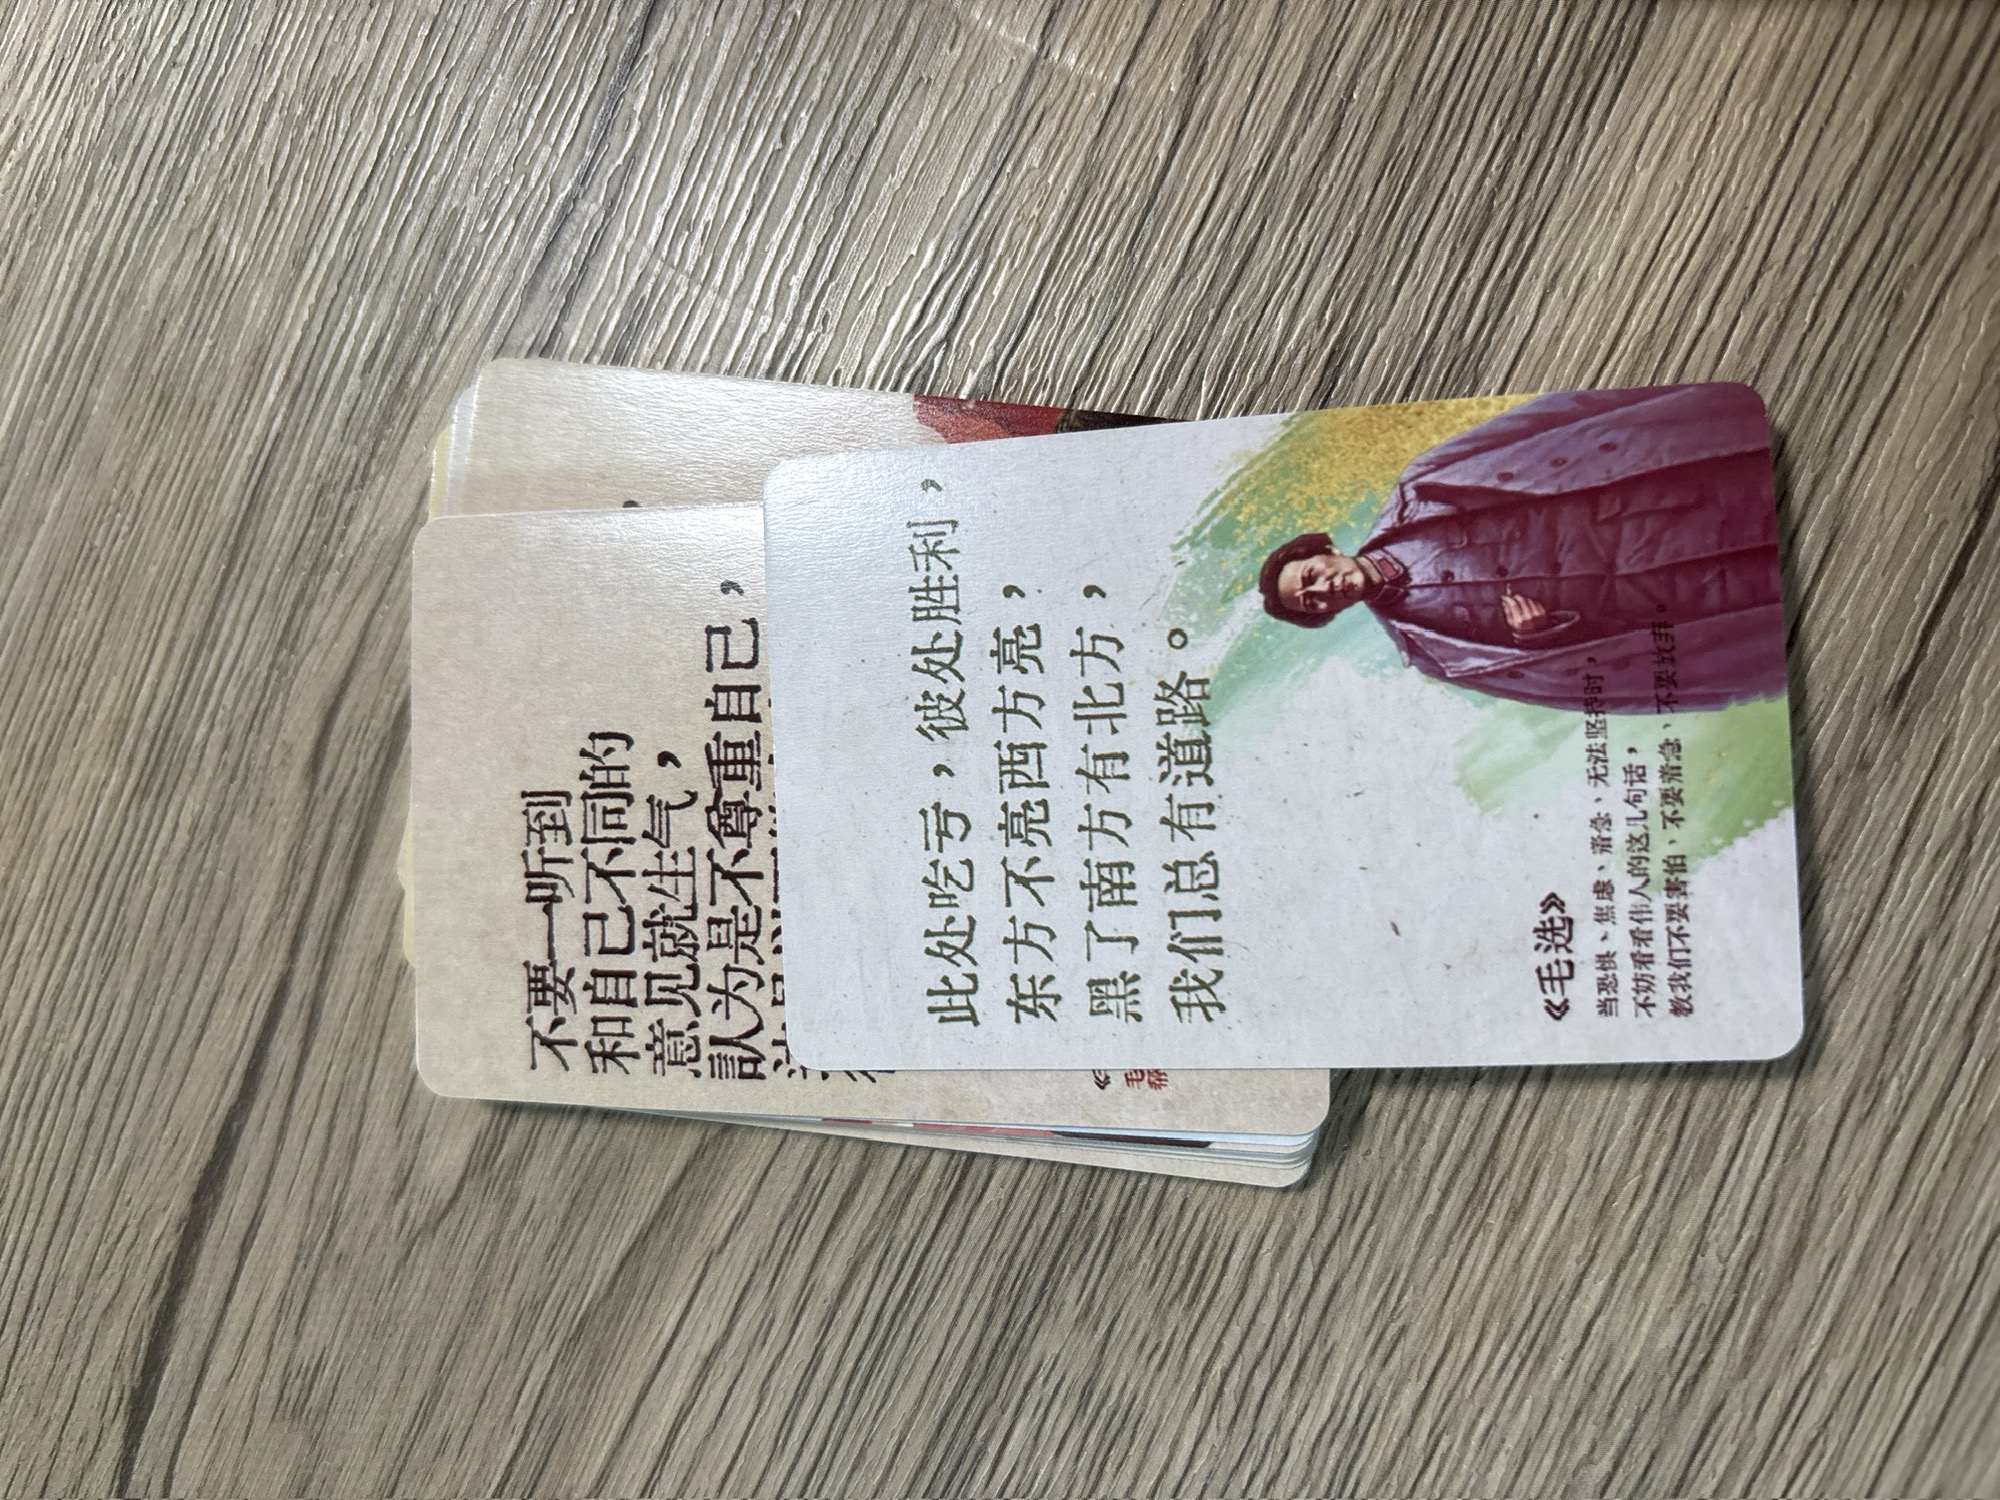 此处吃亏，彼处胜利，
东方不亮西方亮，
黑了南方有北方，
我们总有道路。
《毛选》
当恐惧、焦虑、着急、无法坚持时，
不妨看看伟人的这几句话，
教我们不要害怕、不要着急、不要放弃。
不要一听到
和自己不同的
意见就生气，
認为是不尊重自己，